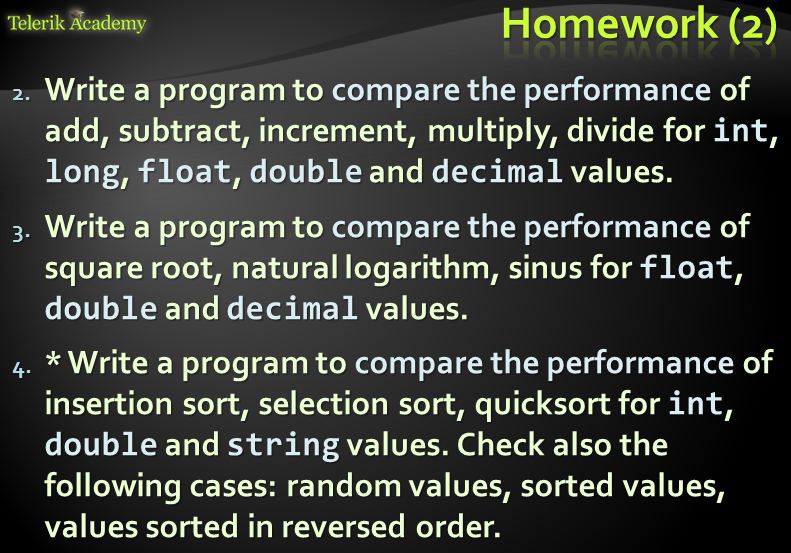 Telerik Academy
Homework (2)
2. Write a program to compare the performance of
add, subtract, increment, multiply, divide for int,
long, float, double and decimal values.
3. Write a program to compare the performance of
square root, natural logarithm, sinus for float,
double and decimal values.
4. * Write a program to compare the performance of
insertion sort, selection sort, quicksort for int,
double and string values. Check also the
following cases: random values, sorted values,
values sorted in reversed order.